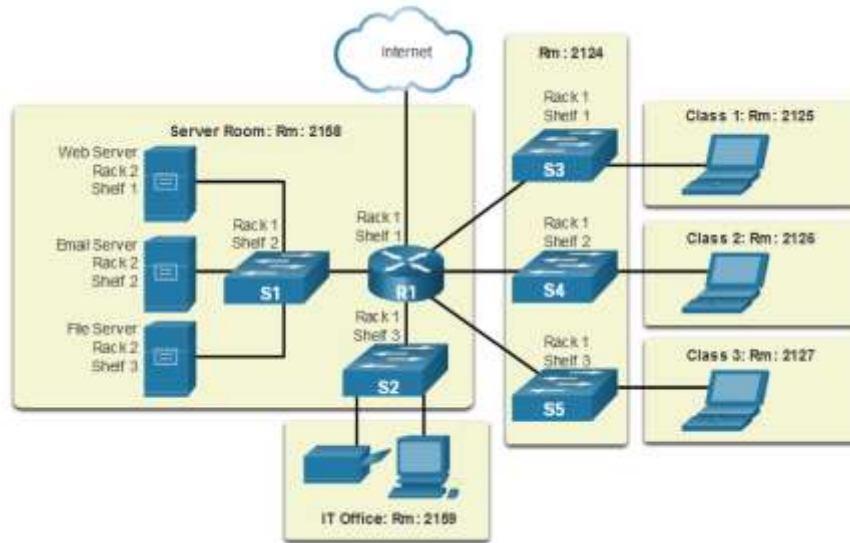 Internet
Rm: 2124
Rack 1
Shelf 1
S3
Class 1: Rm: 2125
Server Room: Rm: 2158
Web Server
Rack 2
Shelf 1
Rack 1
Shelf 2
S1
Rack 1
Shelf 1
R1
Rack 1
Shelf 2
S4
Class 2: Rm: 2126
Email Server
Rack 2
Shelf 2
File Server
Rack 2
Shelf 3
Rack 1
Shelf 3
S2
Rack 1
Shelf 3
S5
Class 3: Rm: 2127
IT Office: Rm: 2159